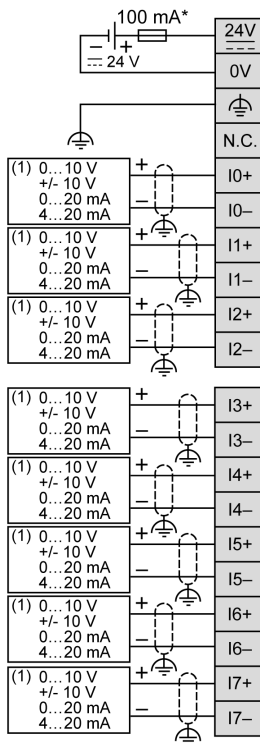 100 mA*
24V
− +
24 V
0V
N.C.
(1) 0...10 V
+/- 10 V
0...20 mA
4...20 mA
+
−
I0+
I0–
(1) 0...10 V
+/- 10 V
0...20 mA
4...20 mA
+
−
I1+
I1–
(1) 0...10 V
+/- 10 V
0...20 mA
4...20 mA
+
−
I2+
I2–
(1) 0...10 V
+/- 10 V
0...20 mA
4...20 mA
+
−
I3+
I3–
(1) 0...10 V
+/- 10 V
0...20 mA
4...20 mA
+
−
I4+
I4–
(1) 0...10 V
+/- 10 V
0...20 mA
4...20 mA
+
−
I5+
I5–
(1) 0...10 V
+/- 10 V
0...20 mA
4...20 mA
+
−
I6+
I6–
(1) 0...10 V
+/- 10 V
0...20 mA
4...20 mA
+
−
I7+
I7–